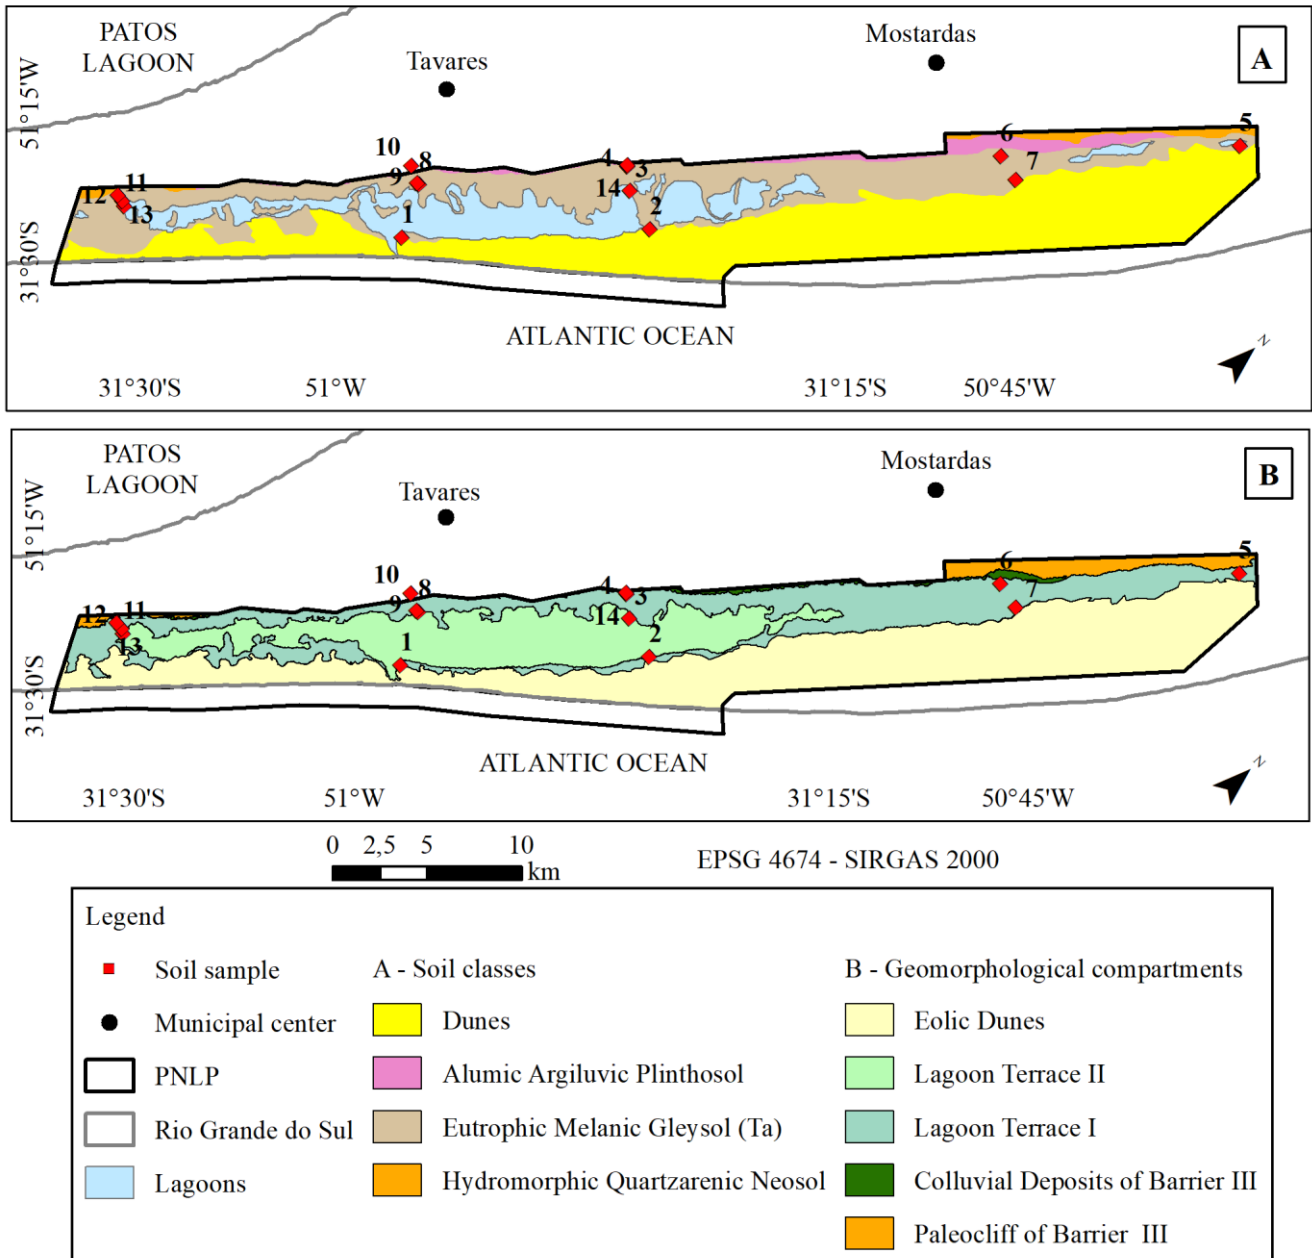 PATOS
LAGOON
Tavares
Mostardas
A
51°15'W
31°30'S
10
8
9
4
3
14
6
5
7
12
11
13
1
2
ATLANTIC OCEAN
N
31°30'S
51°W
31°15'S
50°45'W
PATOS
LAGOON
Tavares
Mostardas
B
51°15'W
31°30'S
10
8
9
4
3
14
6
5
7
12
11
13
1
2
ATLANTIC OCEAN
N
31°30'S
51°W
31°15'S
50°45'W
0
2,5
5
10
km
EPSG 4674 - SIRGAS 2000
Legend
Soil sample
Municipal center
PNLP
Rio Grande do Sul
Lagoons
A - Soil classes
Dunes
Alumic Argiluvic Plinthosol
Eutrophic Melanic Gleysol (Ta)
Hydromorphic Quartzarenic Neosol
B - Geomorphological compartments
Eolic Dunes
Lagoon Terrace II
Lagoon Terrace I
Colluvial Deposits of Barrier III
Paleocliff of Barrier III